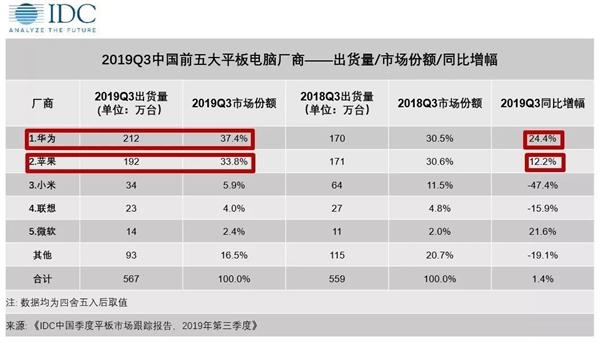 IDC
ANALYZE THE FUTURE
2019Q3中国前五大平板电脑厂商——出货量/市场份额/同比增幅
厂商 2019Q3出货量 (单位：万台) 2019Q3市场份额 2018Q3出货量 (单位：万台) 2018Q3市场份额 2019Q3同比增幅
1.华为 212 37.4% 170 30.5% 24.4%
2.苹果 192 33.8% 171 30.6% 12.2%
3.小米 34 5.9% 64 11.5% -47.4%
4.联想 23 4.0% 27 4.8% -15.9%
5.微软 14 2.4% 11 2.0% 21.6%
其他 93 16.5% 115 20.7% -19.1%
合计 567 100.0% 559 100.0% 1.4%
注: 数据均为四舍五入后取值
来源: 《IDC中国季度平板市场跟踪报告，2019年第三季度》